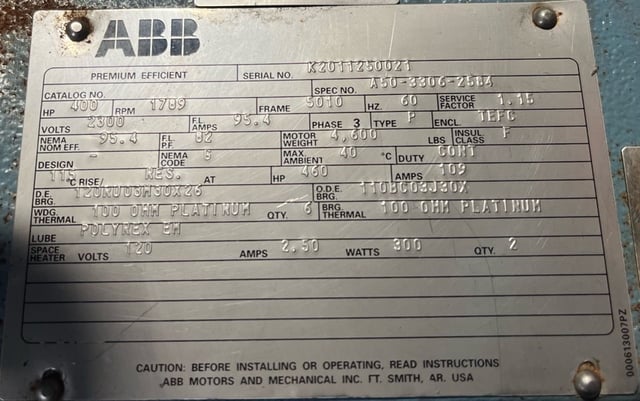 ABB
PREMIUM EFFICIENT SERIAL NO. K2011250021
CATALOG NO. SPEC NO. A50-3306-2584
HP 400 RPM 1789 FRAME 5010 HZ. 60 SERVICE FACTOR 1.15
VOLTS 2300 F.L AMPS 95.4 PHASE 3 TYPE P ENCL. TEFC
NEMA NOM EFF. 95.4 F.L P.F. 82 MOTOR WEIGHT 4,600 LBS INSUL CLASS F
DESIGN - NEMA CODE MAX AMBIENT 40 °C DUTY CONT
115 °C RISE/ RES. AT HP 460 AMPS 109
D.E. BRG. O.D.E. BRG.
WDG. THERMAL 100 OHM PLATINUM QTY. 6 BRG. THERMAL 100 OHM PLATINUM
LUBE POLYREX EM
SPACE HEATER VOLTS 120 AMPS 2.50 WATTS 300 QTY. 2
CAUTION: BEFORE INSTALLING OR OPERATING, READ INSTRUCTIONS
ABB MOTORS AND MECHANICAL INC. FT. SMITH, AR. USA
000613007PZ